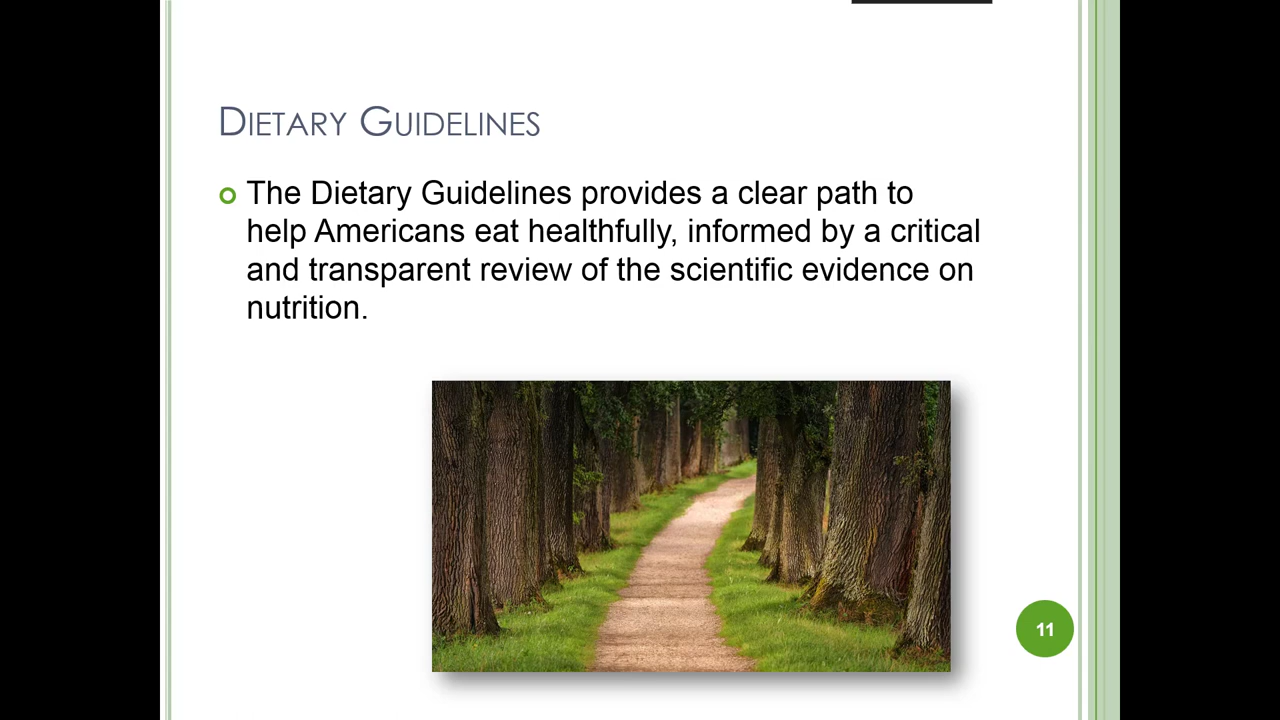 Dietary Guidelines
The Dietary Guidelines provides a clear path to
help Americans eat healthfully, informed by a critical
and transparent review of the scientific evidence on
nutrition.
11